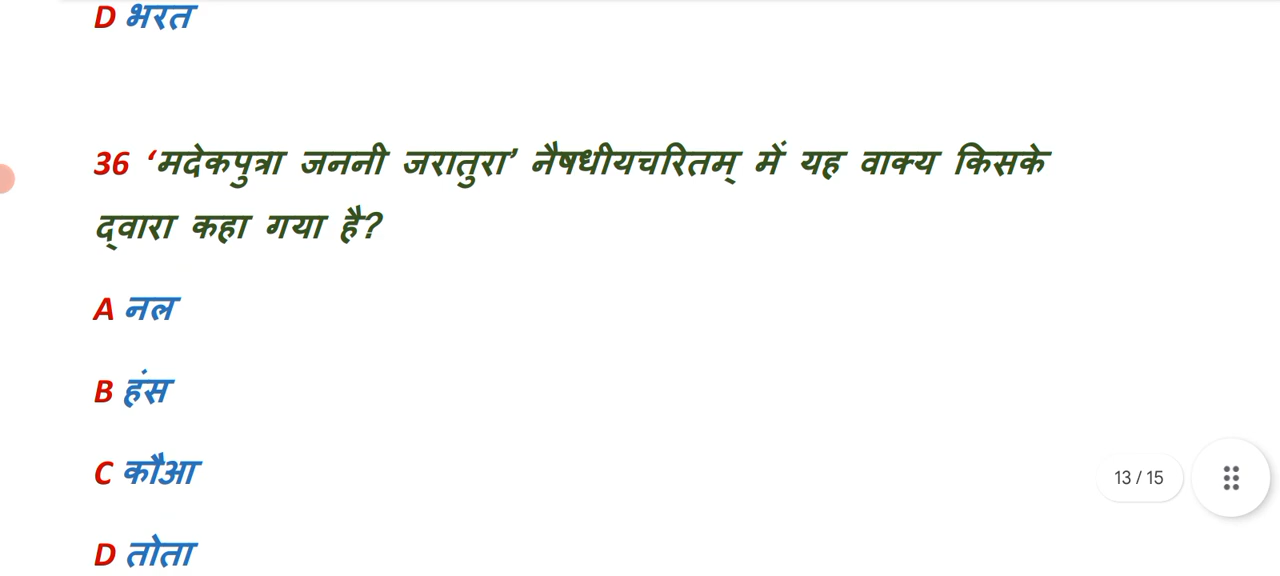 D भरत
36 ‘मदेकपुत्रा जननी जरातुरा’ नैषधीयचरितम् में यह वाक्य किसके
द्वारा कहा गया है?
A नल
B हंस
C कौआ
13 / 15
D तोता